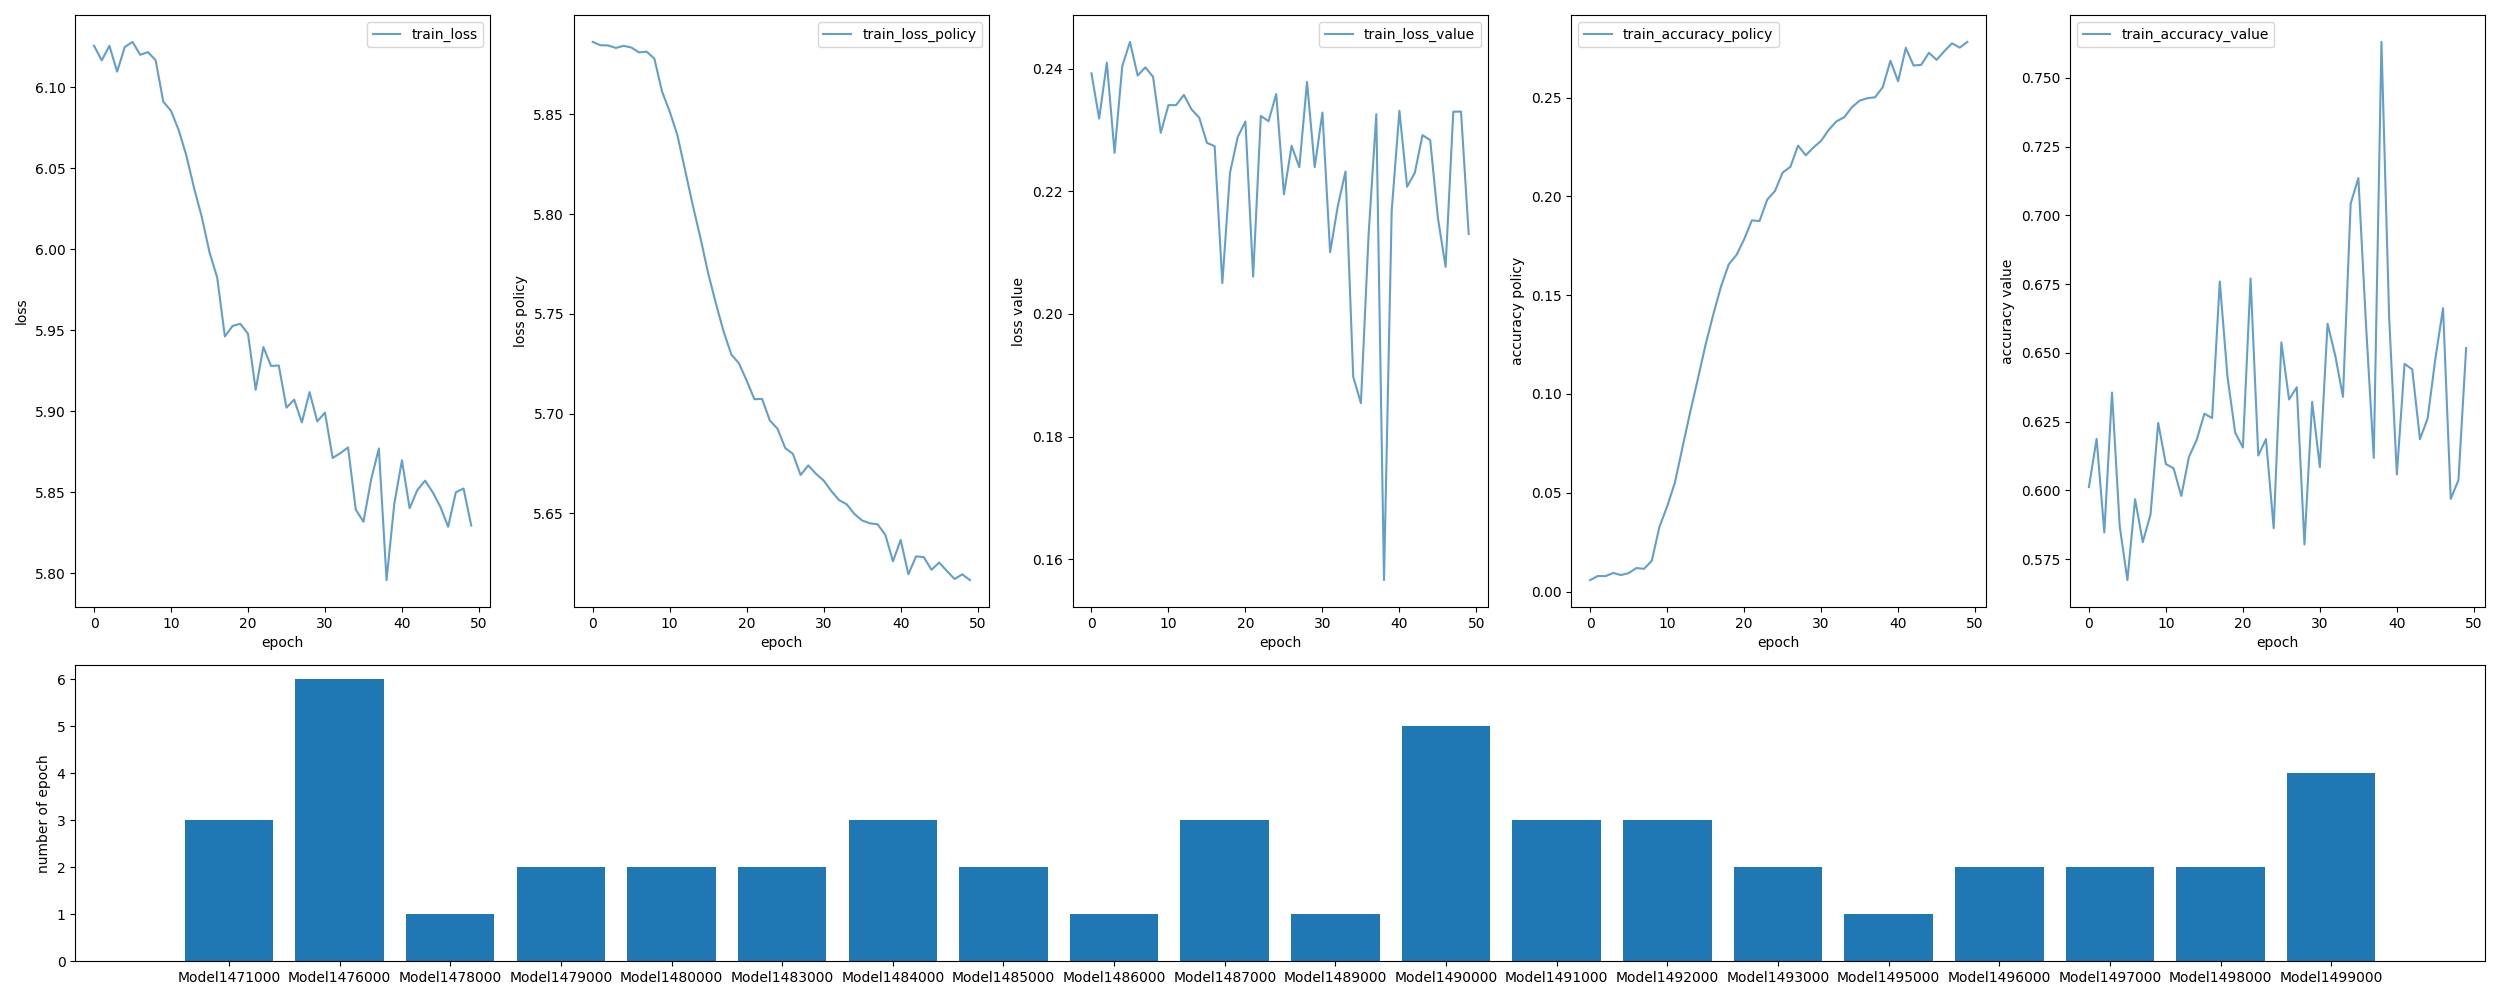 train_loss
loss
6.10
6.05
6.00
5.95
5.90
5.85
5.80
0 10 20 30 40 50
epoch
train_loss_policy
loss policy
5.85
5.80
5.75
5.70
5.65
0 10 20 30 40 50
epoch
train_loss_value
loss value
0.24
0.22
0.20
0.18
0.16
0 10 20 30 40 50
epoch
train_accuracy_policy
accuracy policy
0.25
0.20
0.15
0.10
0.05
0.00
0 10 20 30 40 50
epoch
train_accuracy_value
accuracy value
0.750
0.725
0.700
0.675
0.650
0.625
0.600
0.575
0 10 20 30 40 50
epoch
number of epoch
6
5
4
3
2
1
0
Model1471000 Model1476000 Model1478000 Model1479000 Model1480000 Model1483000 Model1484000 Model1485000 Model1486000 Model1487000 Model1489000 Model1490000 Model1491000 Model1492000 Model1493000 Model1495000 Model1496000 Model1497000 Model1498000 Model1499000